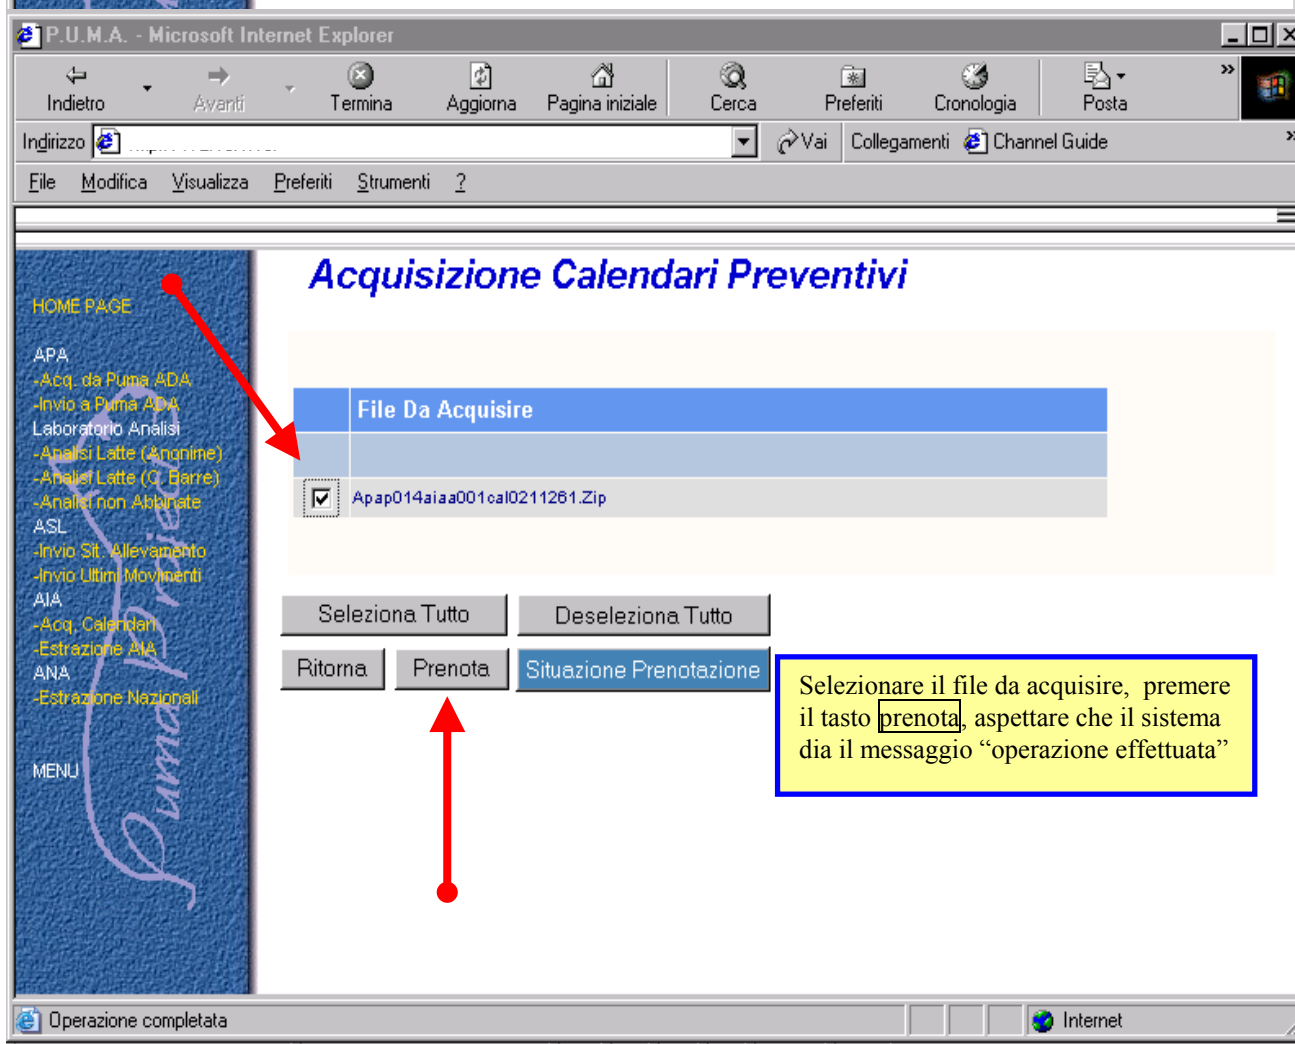 P.U.M.A. - Microsoft Internet Explorer
Indietro Avanti Termina Aggiorna Pagina iniziale Cerca Preferiti Cronologia Posta »
Indirizzo Vai Collegamenti Channel Guide »
File Modifica Visualizza Preferiti Strumenti ?
Acquisizione Calendari Preventivi
HOME PAGE
APA
-Acq. da Puma ADA
-Invio a Puma ADA
Laboratorio Analisi
-Analisi Latte (Anonime)
-Analisi Latte (C. Barre)
-Analisi non Abbinate
ASL
-Invio Sit. Allevamento
-Invio Ultimi Movimenti
AIA
-Acq. Calendari
-Estrazione AIA
ANA
-Estrazione Nazionali
MENU
Puma Project
File Da Acquisire
Apap014aiaa001cal0211261.Zip
Seleziona Tutto Deseleziona Tutto
Ritorna Prenota Situazione Prenotazione
Selezionare il file da acquisire, premere
il tasto prenota, aspettare che il sistema
dia il messaggio “operazione effettuata”
Operazione completata Internet